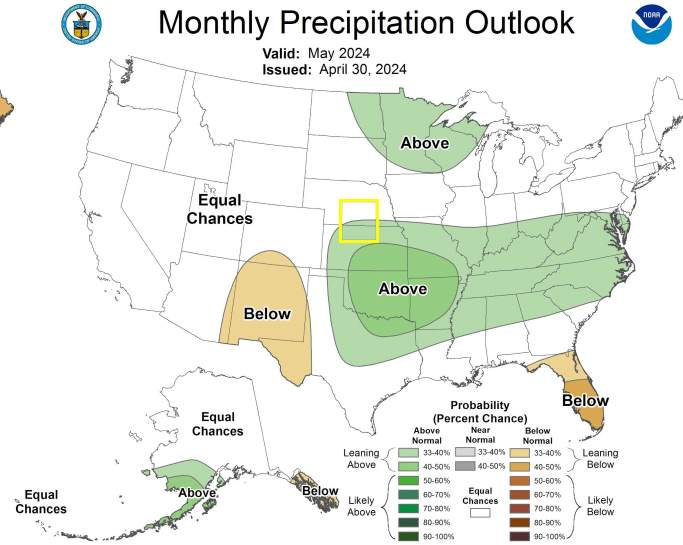 Monthly Precipitation Outlook
NOAA
Valid: May 2024
Issued: April 30, 2024
Above
Equal
Chances
Above
Below
Below
Equal
Chances
Above
Below
Equal
Chances
Probability
(Percent Chance)
Above
Normal
Near
Normal
Below
Normal
Leaning
Above
33-40%
33-40%
33-40%
Leaning
Below
40-50%
40-50%
40-50%
Likely
Above
50-60%
60-70%
70-80%
80-90%
90-100%
Equal
Chances
50-60%
60-70%
70-80%
80-90%
90-100%
Likely
Below